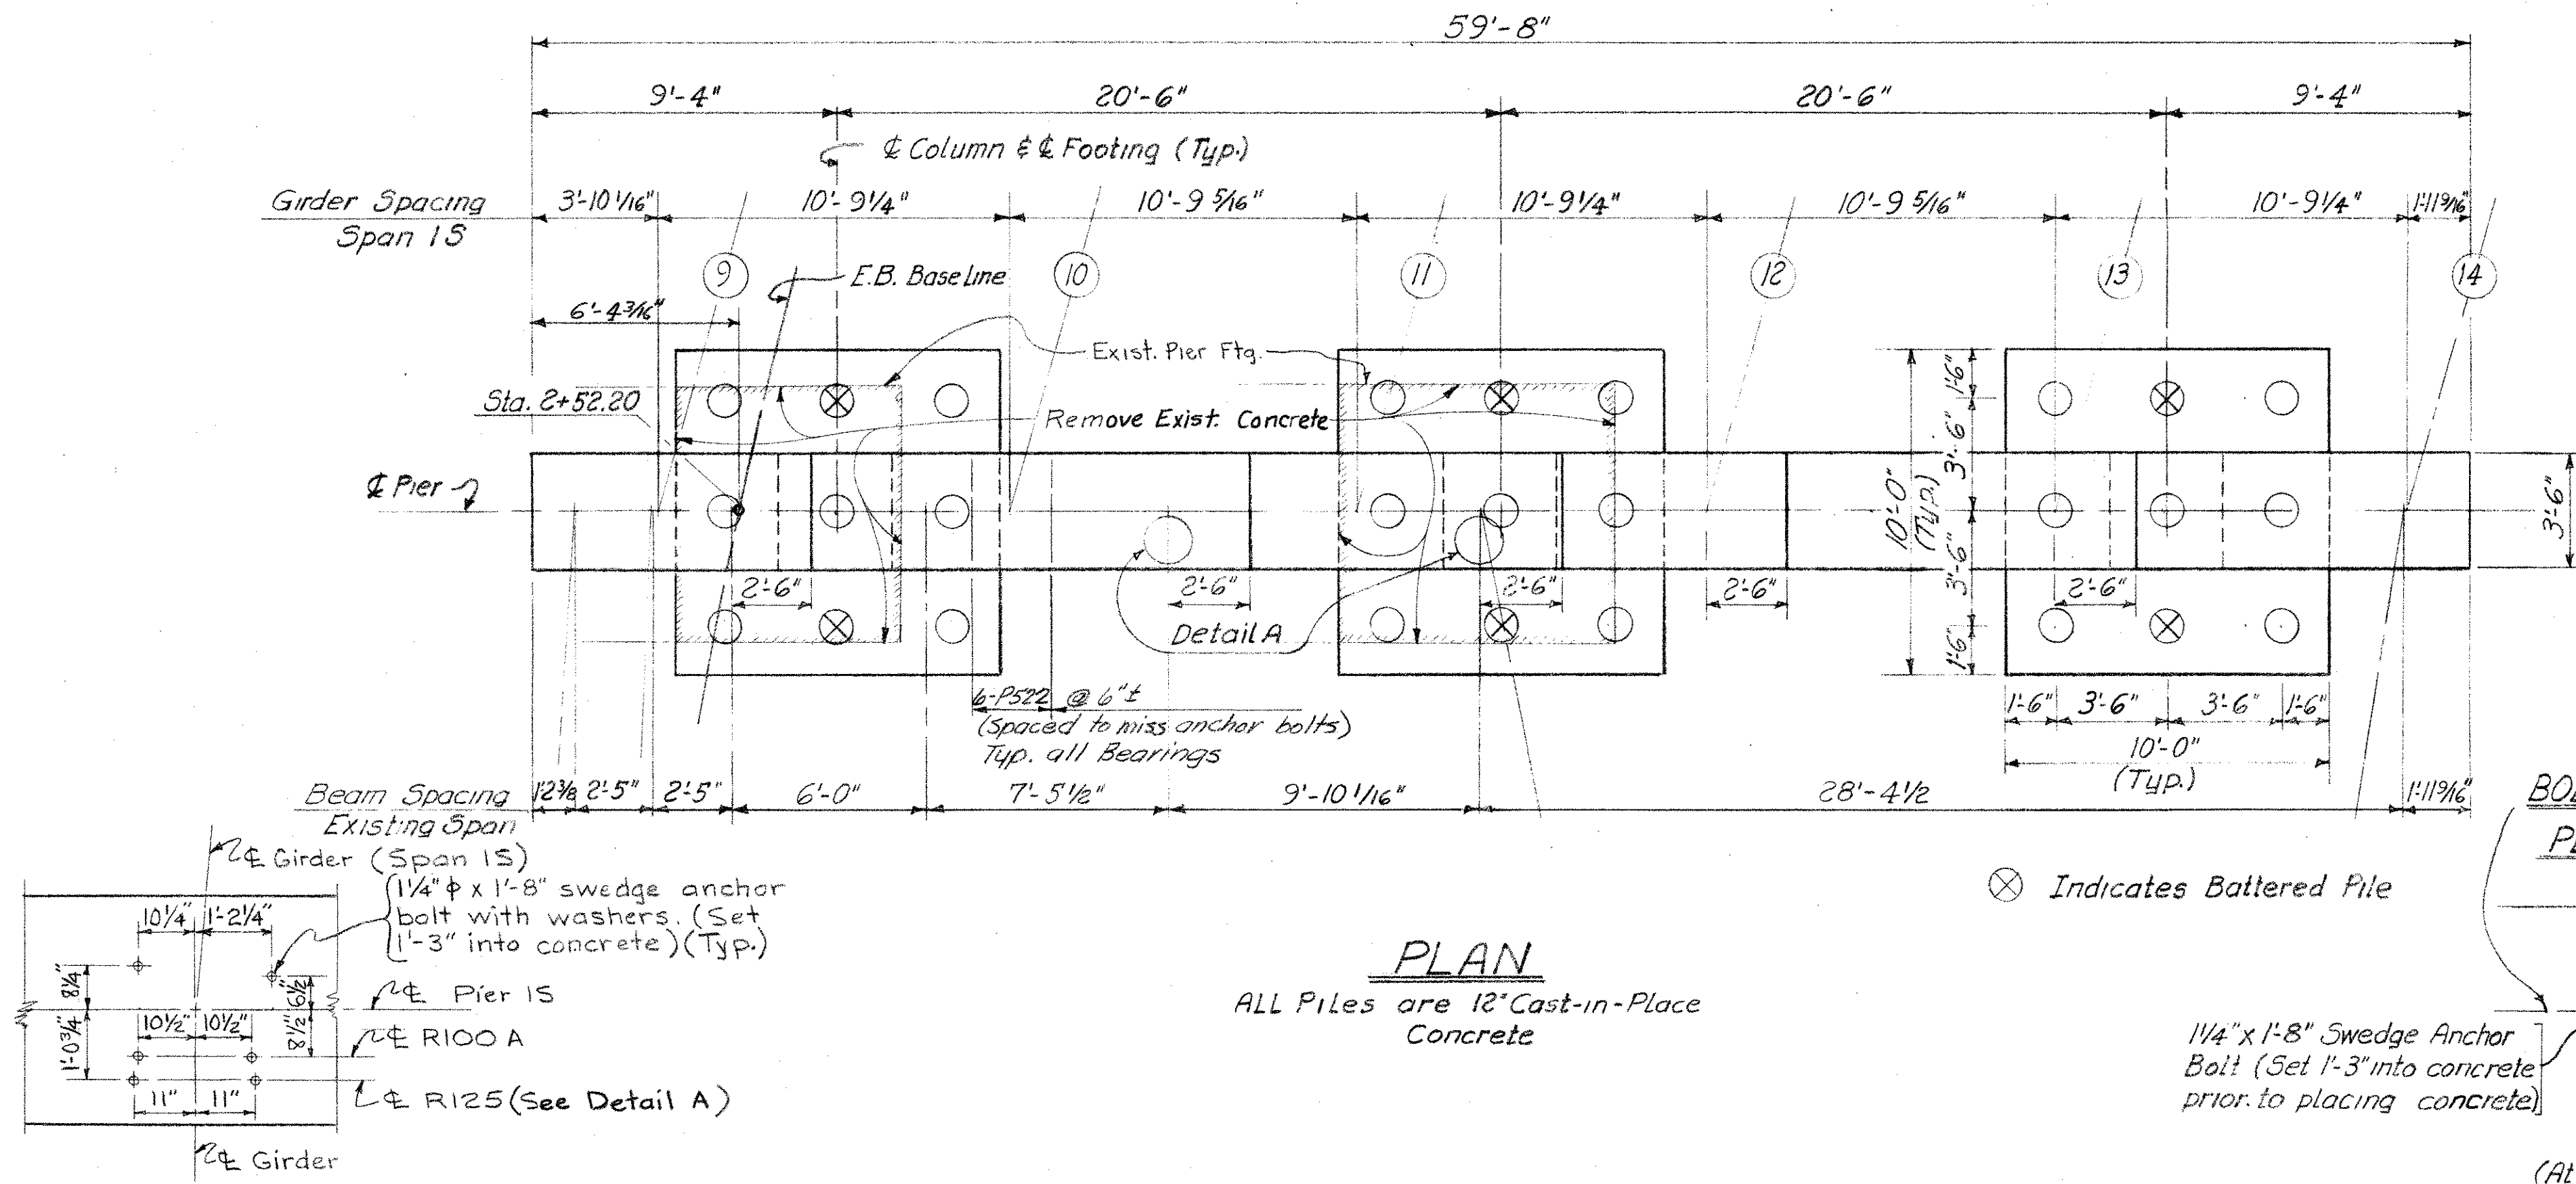 59'-8"
9'-4" 20'-6" 20'-6" 9'-4"
℄ Column & ℄ Footing (Typ.)
Girder Spacing
Span 1S
3'-10 1/16" 10'-9 1/4" 10'-9 5/16" 10'-9 1/4" 10'-9 5/16" 10'-9 1/4" 1'-11 9/16"
9 10 11 12 13 14
E.B. Base Line
6'-4 3/16"
Exist. Pier Ftg.
Sta. 2+52.20
Remove Exist. Concrete
℄ Pier
1'-6"
3'-6"
10'-0"
(Typ.)
3'-6"
1'-6"
3'-6"
2'-6" 2'-6" 2'-6" 2'-6" 2'-6"
Detail A
6-P522 @ 6"±
(Spaced to miss anchor bolts)
Typ. all Bearings
1'-6" 3'-6" 3'-6" 1'-6"
10'-0"
(Typ.)
Beam Spacing
Existing Span
1'2 3/8 2'-5" 2'-5" 6'-0" 7'-5 1/2" 9'-10 1/16" 28'-4 1/2 1'-11 9/16"
℄ Girder (Span 1S)
1 1/4" ϕ x 1'-8" swedge anchor
bolt with washers. (Set
1'-3" into concrete)(Typ.)
10 1/4" 1'-2 1/4"
8 1/4" 6 1/2"
℄ Pier 1S
10 1/2" 10 1/2"
1'-0 3/4" 8 1/2"
℄ R100 A
11" 11"
℄ R125 (See Detail A)
℄ Girder
⊗ Indicates Battered Pile
PLAN
ALL Piles are 12" Cast-in-Place
Concrete
1 1/4" x 1'-8" Swedge Anchor
Bolt (Set 1'-3" into concrete
prior to placing concrete)
(At